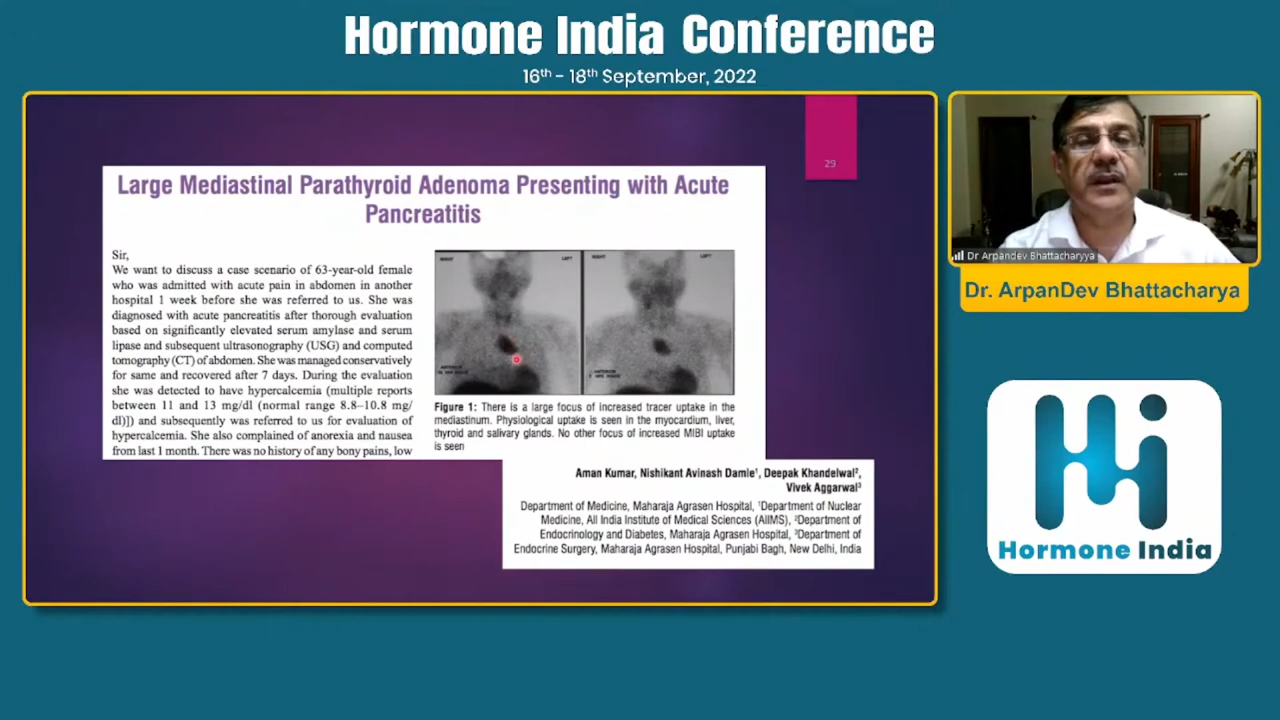 Hormone India Conference
16th - 18th September, 2022
29
Large Mediastinal Parathyroid Adenoma Presenting with Acute
Pancreatitis
Sir,
We want to discuss a case scenario of 63-year-old female
who was admitted with acute pain in abdomen in another
hospital 1 week before she was referred to us. She was
diagnosed with acute pancreatitis after thorough evaluation
based on significantly elevated serum amylase and serum
lipase and subsequent ultrasonography (USG) and computed
tomography (CT) of abdomen. She was managed conservatively
for same and recovered after 7 days. During the evaluation
she was detected to have hypercalcemia (multiple reports
between 11 and 13 mg/dl (normal range 8.8–10.8 mg/
dl)]) and subsequently was referred to us for evaluation of
hypercalcemia. She also complained of anorexia and nausea
from last 1 month. There was no history of any bony pains, low
RIGHT
LEFT
RIGHT
LEFT
ANTERIOR
ANTERIOR
Figure 1: There is a large focus of increased tracer uptake in the
mediastinum. Physiological uptake is seen in the myocardium, liver,
thyroid and salivary glands. No other focus of increased MIBI uptake
is seen
Aman Kumar, Nishikant Avinash Damle¹, Deepak Khandelwal²,
Vivek Aggarwal³
Department of Medicine, Maharaja Agrasen Hospital, ¹Department of Nuclear
Medicine, All India Institute of Medical Sciences (AIIMS), ²Department of
Endocrinology and Diabetes, Maharaja Agrasen Hospital, ³Department of
Endocrine Surgery, Maharaja Agrasen Hospital, Punjabi Bagh, New Delhi, India
Dr Arpandev Bhattacharyya
Dr. ArpanDev Bhattacharya
Hi
Hormone India